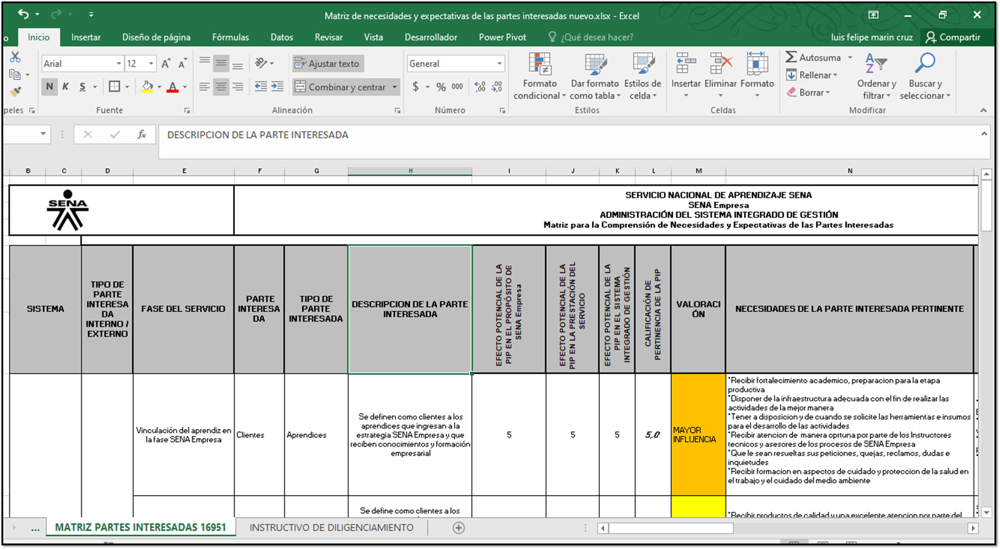 Matriz de necesidades y expectativas de las partes interesadas nuevo.xlsx - Excel
Inicio
Insertar
Diseño de página
Fórmulas
Datos
Revisar
Vista
Desarrollador
Power Pivot
¿Qué desea hacer?
luis felipe marin cruz
Compartir
Arial
12
Ajustar texto
General
N K S
Combinar y centrar
$ % 000
Formato
condicional
Dar formato
como tabla
Estilos de
celda
Insertar
Eliminar
Formato
Autosuma
Rellenar
Borrar
Ordenar y
filtrar
Buscar y
seleccionar
peles
Fuente
Alineación
Número
Estilos
Celdas
Modificar
fx
DESCRIPCION DE LA PARTE INTERESADA
B C D E F G H I J K L M N
SENA
SERVICIO NACIONAL DE APRENDIZAJE SENA
SENA Empresa
ADMINISTRACIÓN DEL SISTEMA INTEGRADO DE GESTIÓN
Matriz para la Comprensión de Necesidades y Expectativas de las Partes Interesadas
SISTEMA
TIPO DE
PARTE
INTERESA
DA
INTERNO /
EXTERNO
FASE DEL SERVICIO
PARTE
INTERESA
DA
TIPO DE
PARTE
INTERESADA
DESCRIPCION DE LA PARTE
INTERESADA
EFECTO POTENCIAL DE LA
PIP EN EL PROPÓSITO DE
SENA Empresa
EFECTO POTENCIAL DE LA
PIP EN LA PRESTACIÓN DEL
SERVICIO
EFECTO POTENCIAL DE LA
PIP EN EL SISTEMA
INTEGRADO DE GESTIÓN
CALIFICACIÓN DE
PERTINENCIA DE LA PIP
VALORACI
ÓN
NECESIDADES DE LA PARTE INTERESADA PERTINENTE
Vinculación del aprendiz en
la fase SENA Empresa
Clientes
Aprendices
Se definen como clientes a los
aprendices que ingresan a la
estrategia SENA Empresa y que
reciben conocimientos y formación
empresarial
5
5
5
5,0
MAYOR
INFLUENCIA
*Recibir fortalecimiento academico, preparacion para la etapa
productiva
*Disponer de la infraestructura adecuada con el fin de realizar las
actividades de la mejor manera
*Tener a disposicion y de cuando se solicite las herramientas e insumos
para el desarrollo de las actividades
*Recibir atencion de manera oprtuna por parte de los Instructores
tecnicos y asesores de los procesos de SENA Empresa
*Que le sean resueltas sus peticiones, quejas, reclamos, dudas e
inquietudes
*Recibir formacion en aspectos de cuidado y proteccion de la salud en
el trabajo y el cuidado del medio ambiente
Se define como clientes a los
*Recibir productos de calidad y una excelente atencion por parte del
...
MATRIZ PARTES INTERESADAS 16951
INSTRUCTIVO DE DILIGENCIAMIENTO